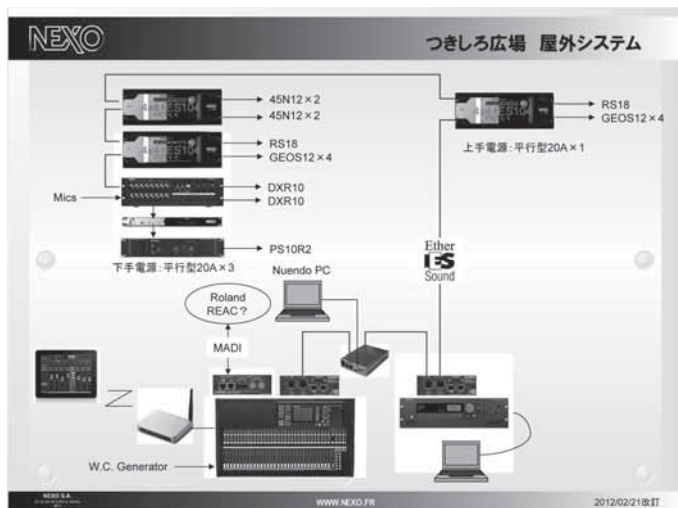 NEXO
つきしろ広場 屋外システム
45N12×2
45N12×2
RS18
GEOS12×4
DXR10
DXR10
Mics
PS10R2
下手電源:平行型20A×3
RS18
GEOS12×4
上手電源:平行型20A×1
Ether
ES
Sound
Nuendo PC
Roland
REAC?
MADI
W.C. Generator
NEXO S.A.
WWW.NEXO.FR
2012/02/21改訂